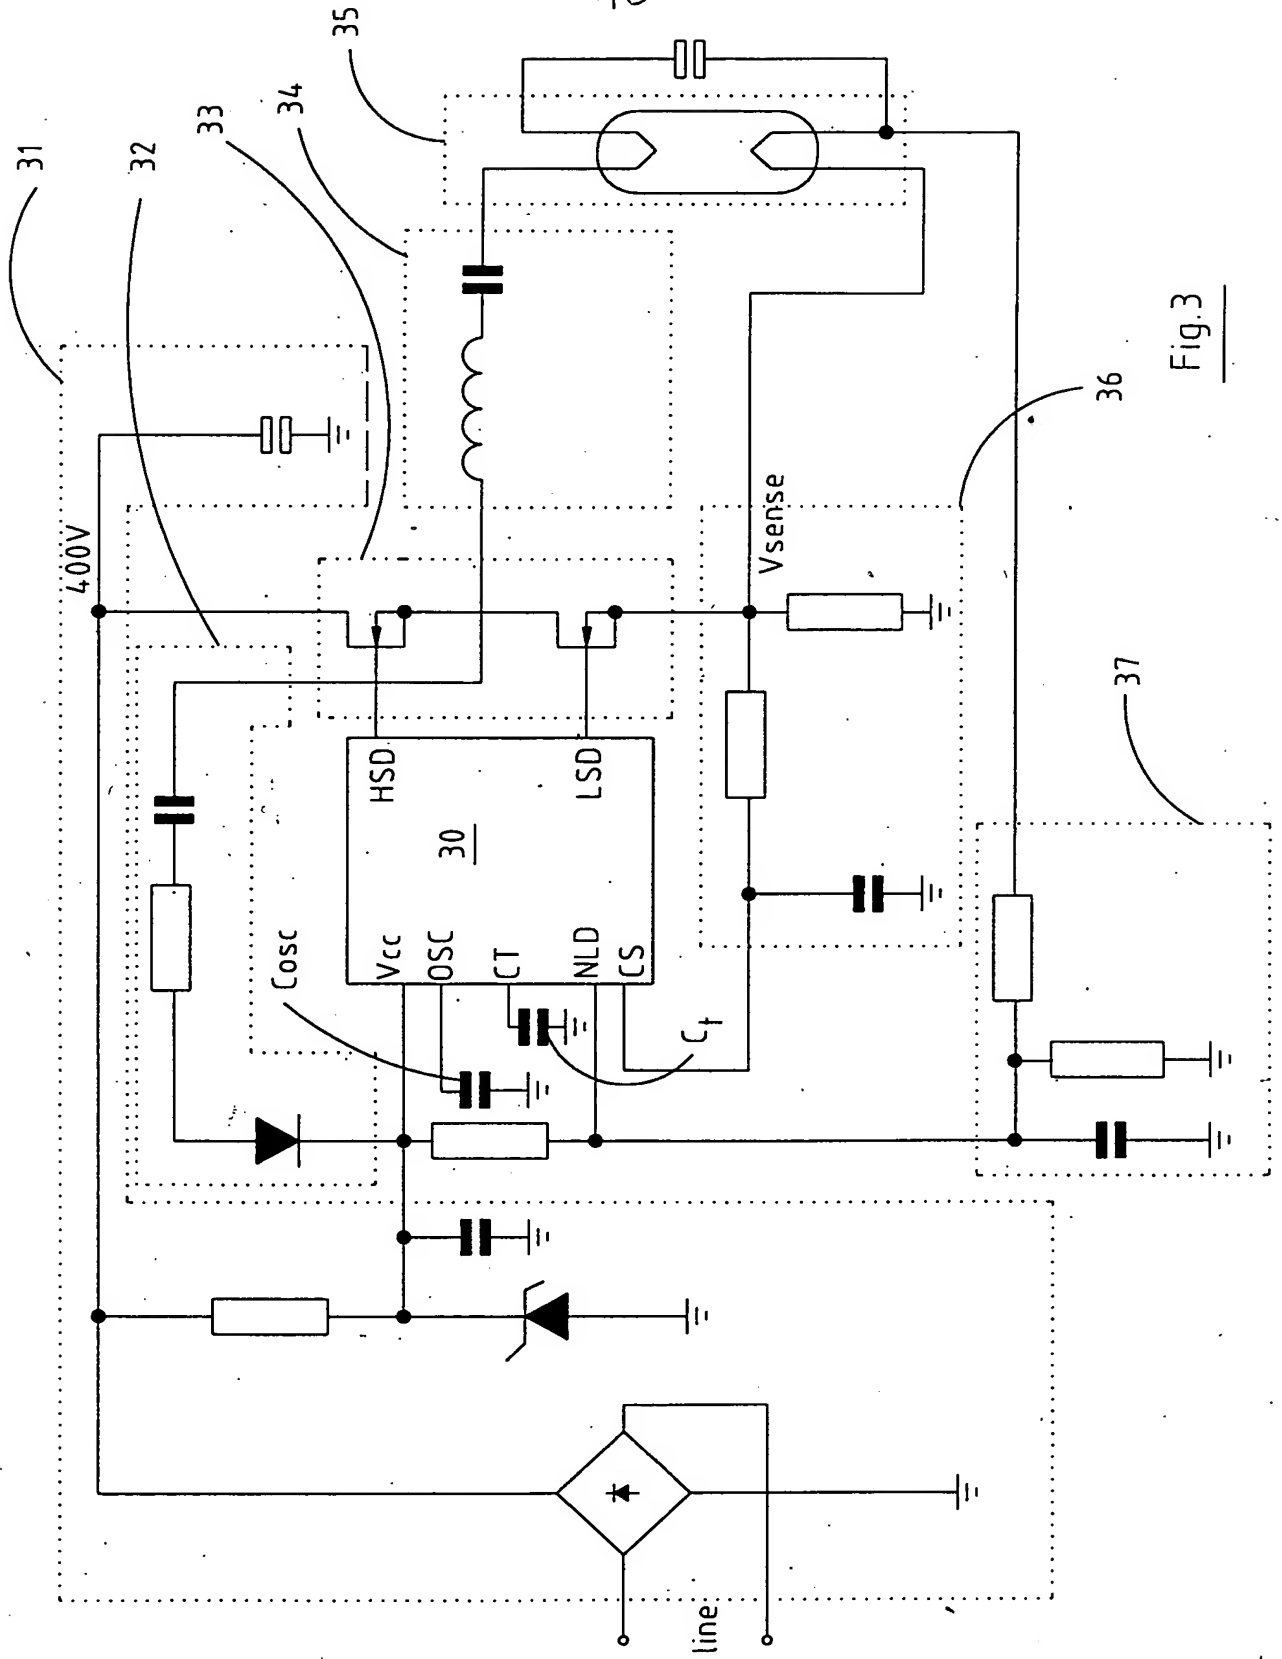 31
32
33
34
35
400V
Cosc
Vcc
OSC
CT
NLD
CS
30
HSD
LSD
Ct
Vsense
36
37
line
Fig.3